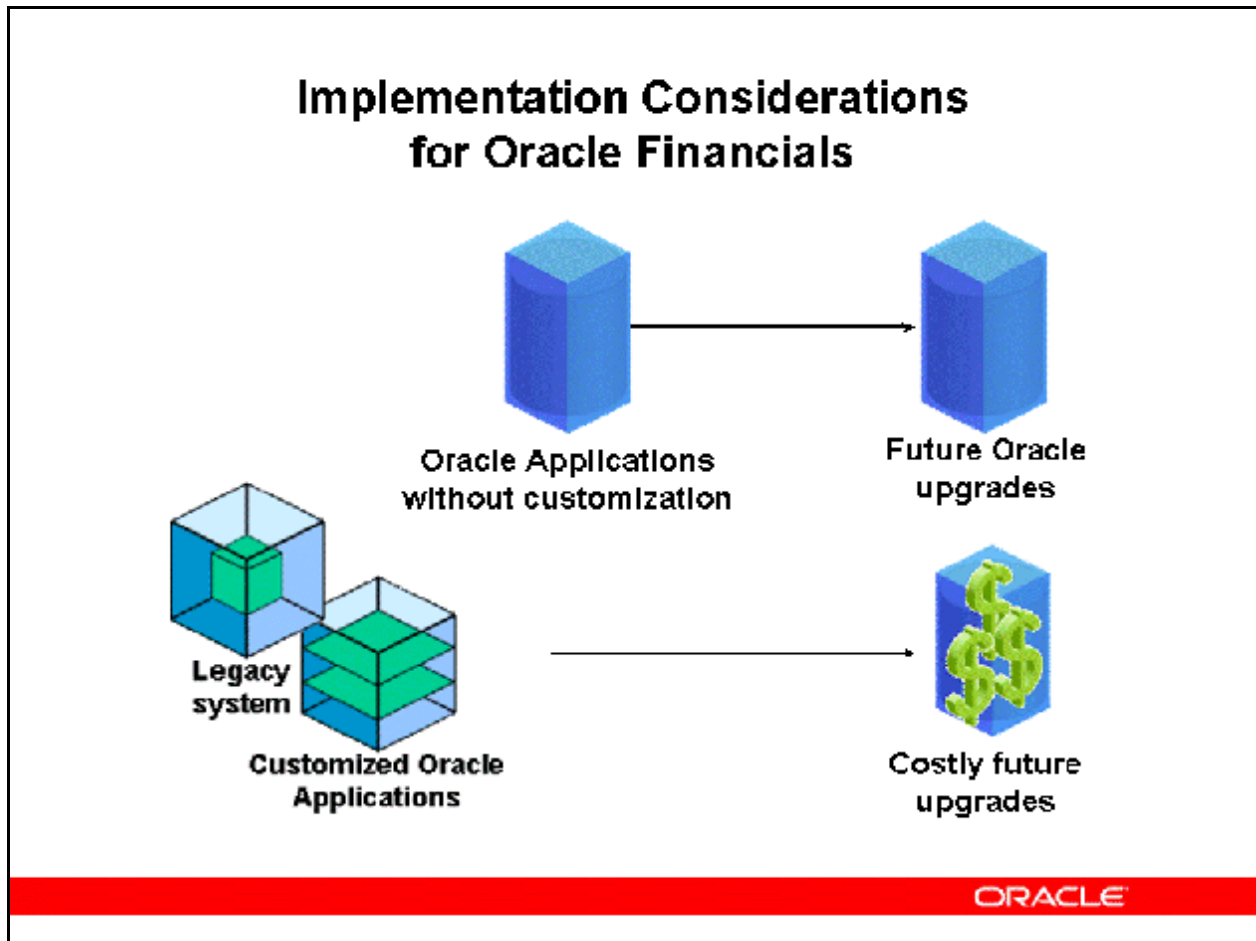 Implementation Considerations
for Oracle Financials
Oracle Applications
without customization
Future Oracle
upgrades
Legacy
system
Customized Oracle
Applications
Costly future
upgrades
ORACLE